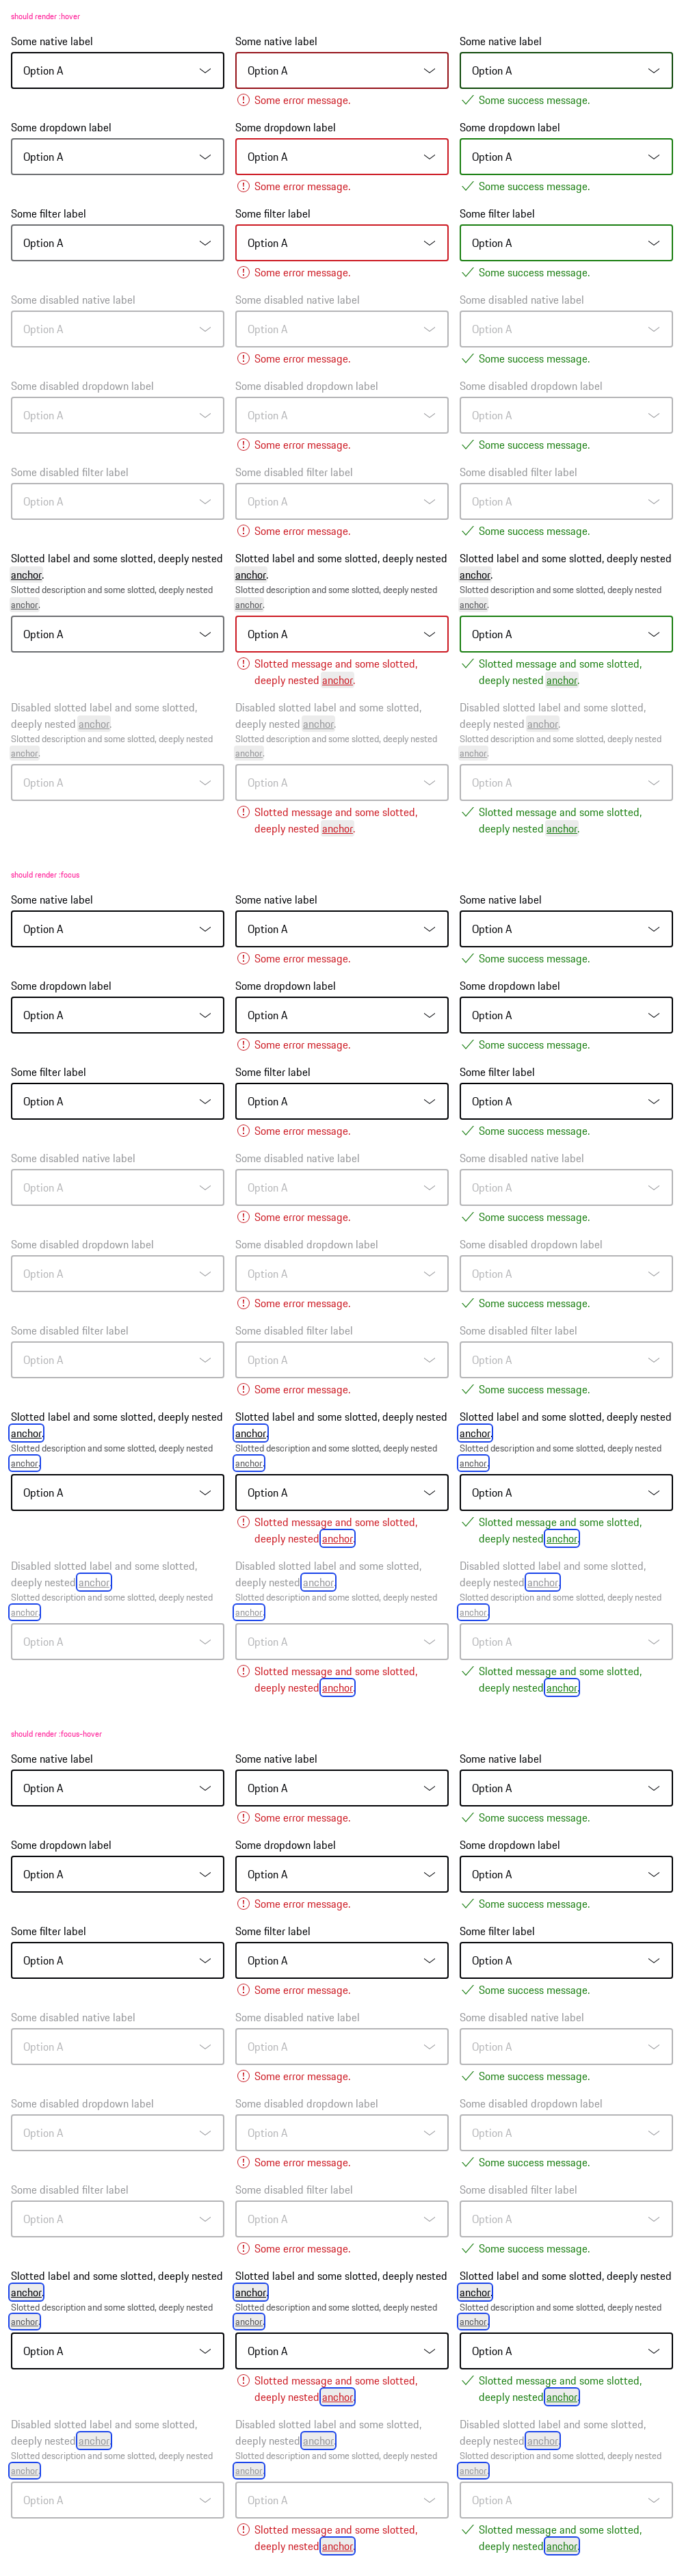 should render :hover
Some native label Some native label Some native label
Option A Option A Option A
Some error message. Some success message.
Some dropdown label Some dropdown label Some dropdown label
Option A Option A Option A
Some error message. Some success message.
Some filter label Some filter label Some filter label
Option A Option A Option A
Some error message. Some success message.
Some disabled native label Some disabled native label Some disabled native label
Option A Option A Option A
Some error message. Some success message.
Some disabled dropdown label Some disabled dropdown label Some disabled dropdown label
Option A Option A Option A
Some error message. Some success message.
Some disabled filter label Some disabled filter label Some disabled filter label
Option A Option A Option A
Some error message. Some success message.
Slotted label and some slotted, deeply nested Slotted label and some slotted, deeply nested Slotted label and some slotted, deeply nested
anchor. anchor. anchor.
Slotted description and some slotted, deeply nested Slotted description and some slotted, deeply nested Slotted description and some slotted, deeply nested
anchor. anchor. anchor.
Option A Option A Option A
Slotted message and some slotted, Slotted message and some slotted,
deeply nested anchor. deeply nested anchor.
Disabled slotted label and some slotted, Disabled slotted label and some slotted, Disabled slotted label and some slotted,
deeply nested anchor. deeply nested anchor. deeply nested anchor.
Slotted description and some slotted, deeply nested Slotted description and some slotted, deeply nested Slotted description and some slotted, deeply nested
anchor. anchor. anchor.
Option A Option A Option A
Slotted message and some slotted, Slotted message and some slotted,
deeply nested anchor. deeply nested anchor.
should render :focus
Some native label Some native label Some native label
Option A Option A Option A
Some error message. Some success message.
Some dropdown label Some dropdown label Some dropdown label
Option A Option A Option A
Some error message. Some success message.
Some filter label Some filter label Some filter label
Option A Option A Option A
Some error message. Some success message.
Some disabled native label Some disabled native label Some disabled native label
Option A Option A Option A
Some error message. Some success message.
Some disabled dropdown label Some disabled dropdown label Some disabled dropdown label
Option A Option A Option A
Some error message. Some success message.
Some disabled filter label Some disabled filter label Some disabled filter label
Option A Option A Option A
Some error message. Some success message.
Slotted label and some slotted, deeply nested Slotted label and some slotted, deeply nested Slotted label and some slotted, deeply nested
anchor. anchor. anchor.
Slotted description and some slotted, deeply nested Slotted description and some slotted, deeply nested Slotted description and some slotted, deeply nested
anchor. anchor. anchor.
Option A Option A Option A
Slotted message and some slotted, Slotted message and some slotted,
deeply nested anchor. deeply nested anchor.
Disabled slotted label and some slotted, Disabled slotted label and some slotted, Disabled slotted label and some slotted,
deeply nested anchor. deeply nested anchor. deeply nested anchor.
Slotted description and some slotted, deeply nested Slotted description and some slotted, deeply nested Slotted description and some slotted, deeply nested
anchor. anchor. anchor.
Option A Option A Option A
Slotted message and some slotted, Slotted message and some slotted,
deeply nested anchor. deeply nested anchor.
should render :focus-hover
Some native label Some native label Some native label
Option A Option A Option A
Some error message. Some success message.
Some dropdown label Some dropdown label Some dropdown label
Option A Option A Option A
Some error message. Some success message.
Some filter label Some filter label Some filter label
Option A Option A Option A
Some error message. Some success message.
Some disabled native label Some disabled native label Some disabled native label
Option A Option A Option A
Some error message. Some success message.
Some disabled dropdown label Some disabled dropdown label Some disabled dropdown label
Option A Option A Option A
Some error message. Some success message.
Some disabled filter label Some disabled filter label Some disabled filter label
Option A Option A Option A
Some error message. Some success message.
Slotted label and some slotted, deeply nested Slotted label and some slotted, deeply nested Slotted label and some slotted, deeply nested
anchor. anchor. anchor.
Slotted description and some slotted, deeply nested Slotted description and some slotted, deeply nested Slotted description and some slotted, deeply nested
anchor. anchor. anchor.
Option A Option A Option A
Slotted message and some slotted, Slotted message and some slotted,
deeply nested anchor. deeply nested anchor.
Disabled slotted label and some slotted, Disabled slotted label and some slotted, Disabled slotted label and some slotted,
deeply nested anchor. deeply nested anchor. deeply nested anchor.
Slotted description and some slotted, deeply nested Slotted description and some slotted, deeply nested Slotted description and some slotted, deeply nested
anchor. anchor. anchor.
Option A Option A Option A
Slotted message and some slotted, Slotted message and some slotted,
deeply nested anchor. deeply nested anchor.